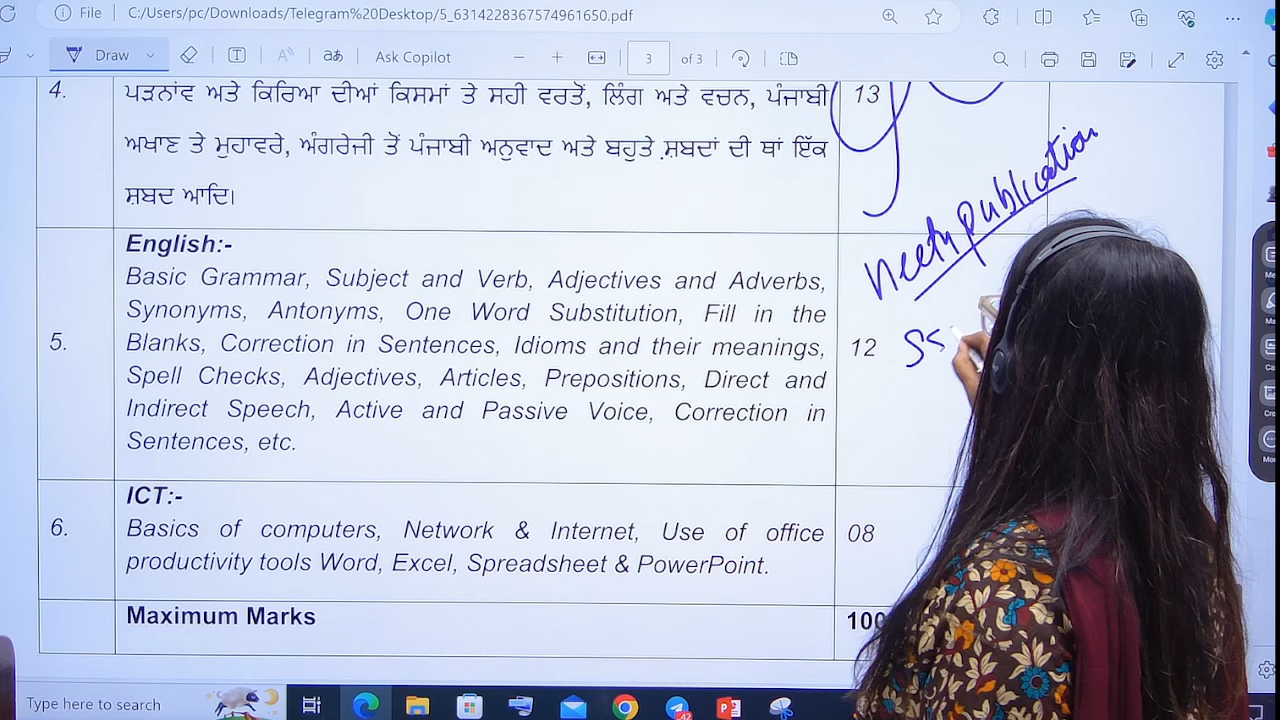 File
C:/Users/pc/Downloads/Telegram%20Desktop/5_6314228367574961650.pdf
Draw
aあ
Ask Copilot
3 of 3
4.
ਪੜਨਾਂਵ ਅਤੇ ਕਿਰਿਆ ਦੀਆਂ ਕਿਸਮਾਂ ਤੇ ਸਹੀ ਵਰਤੋਂ, ਲਿੰਗ ਅਤੇ ਵਚਨ, ਪੰਜਾਬੀ
13
ਅਖਾਣ ਤੇ ਮੁਹਾਵਰੇ, ਅੰਗਰੇਜੀ ਤੋਂ ਪੰਜਾਬੀ ਅਨੁਵਾਦ ਅਤੇ ਬਹੁਤੇ ਸ਼ਬਦਾਂ ਦੀ ਥਾਂ ਇੱਕ
ਸ਼ਬਦ ਆਦਿ।
Neetu publication
English:-
Basic Grammar, Subject and Verb, Adjectives and Adverbs,
Synonyms, Antonyms, One Word Substitution, Fill in the
5.
Blanks, Correction in Sentences, Idioms and their meanings,
12
SS
Spell Checks, Adjectives, Articles, Prepositions, Direct and
Indirect Speech, Active and Passive Voice, Correction in
Sentences, etc.
ICT:-
6.
Basics of computers, Network & Internet, Use of office
08
productivity tools Word, Excel, Spreadsheet & PowerPoint.
Maximum Marks
100
Type here to search